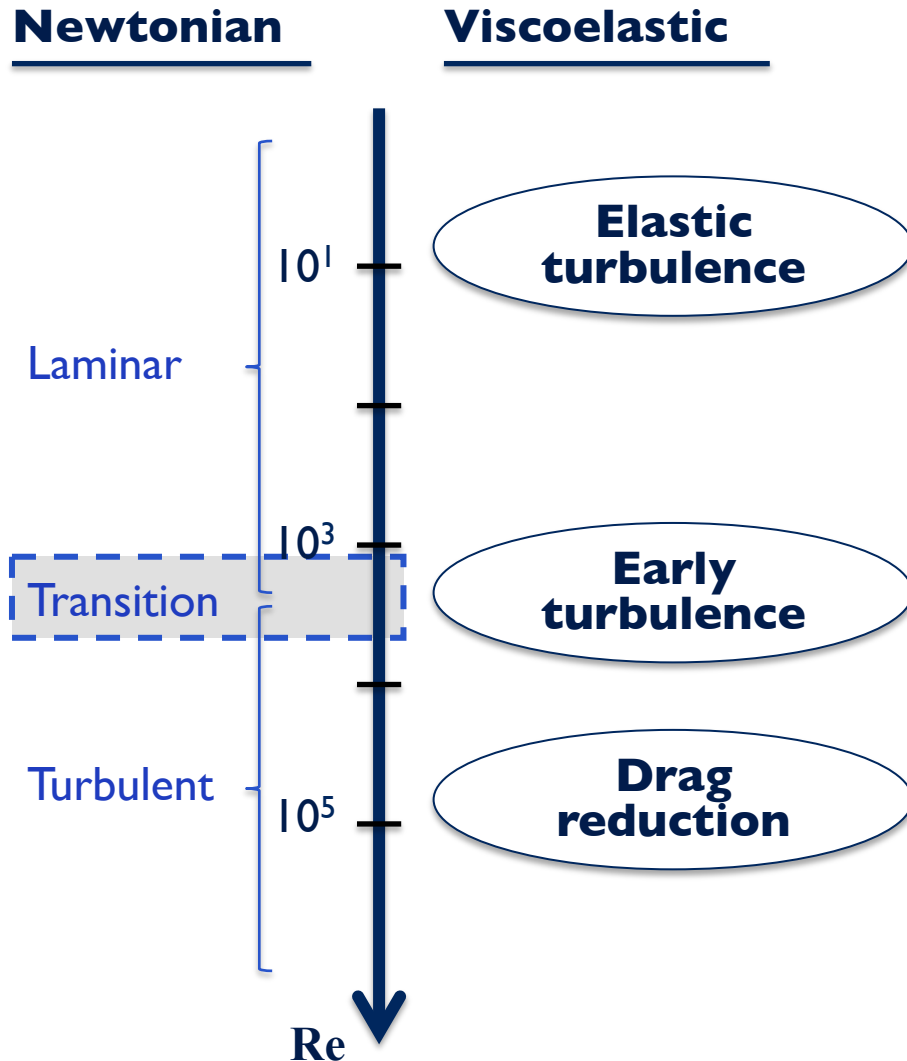 Newtonian
Viscoelastic
Elastic
turbulence
10¹
Laminar
10³
Transition
Early
turbulence
Turbulent
Drag
reduction
10⁵
Re